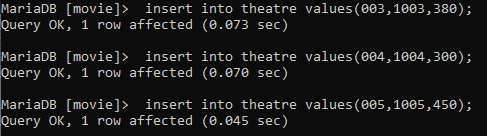 MariaDB [movie]>  insert into theatre values(003,1003,380);
Query OK, 1 row affected (0.073 sec)
MariaDB [movie]>  insert into theatre values(004,1004,300);
Query OK, 1 row affected (0.070 sec)
MariaDB [movie]>  insert into theatre values(005,1005,450);
Query OK, 1 row affected (0.045 sec)